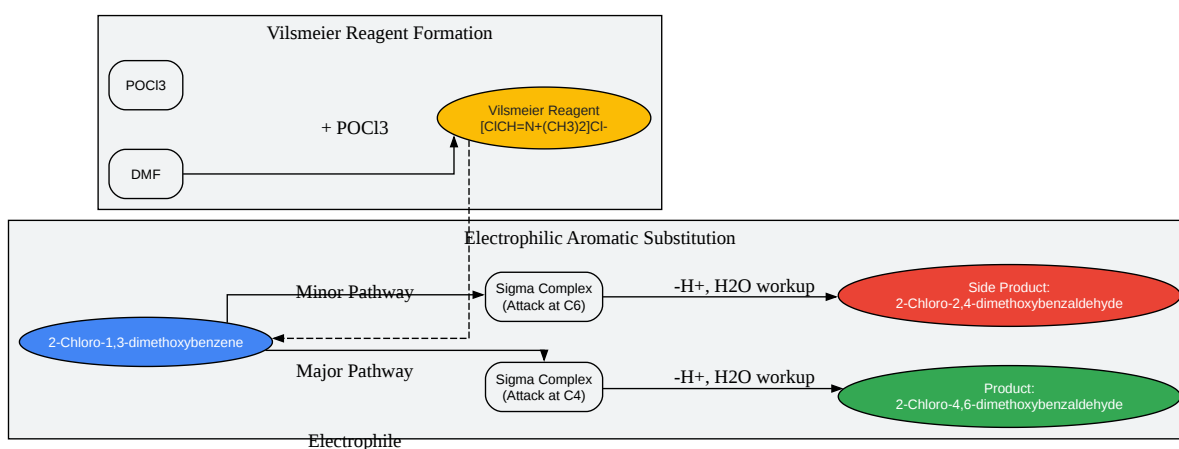 Vilsmeier Reagent Formation
POCl3
Vilsmeier Reagent
[ClCH=N+(CH3)2]Cl-
+ POCl3
DMF
Electrophilic Aromatic Substitution
Minor Pathway
Sigma Complex
(Attack at C6)
-H+, H2O workup
Side Product:
2-Chloro-2,4-dimethoxybenzaldehyde
2-Chloro-1,3-dimethoxybenzene
Major Pathway
Sigma Complex
(Attack at C4)
-H+, H2O workup
Product:
2-Chloro-4,6-dimethoxybenzaldehyde
Electrophile